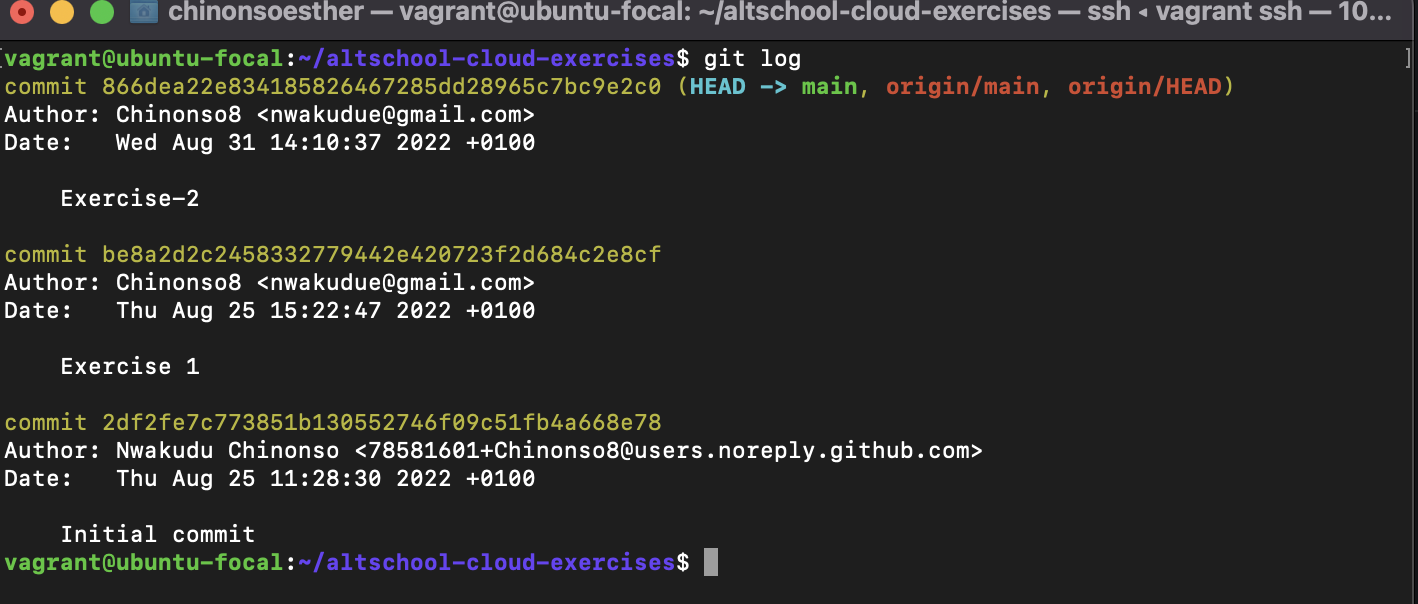 chinonsoesther — vagrant@ubuntu-focal: ~/altschool-cloud-exercises — ssh ◂ vagrant ssh — 10...
[vagrant@ubuntu-focal:~/altschool-cloud-exercises$ git log ]
commit 866dea22e834185826467285dd28965c7bc9e2c0 (HEAD -> main, origin/main, origin/HEAD)
Author: Chinonso8 <nwakudue@gmail.com>
Date:   Wed Aug 31 14:10:37 2022 +0100
    Exercise-2
commit be8a2d2c2458332779442e420723f2d684c2e8cf
Author: Chinonso8 <nwakudue@gmail.com>
Date:   Thu Aug 25 15:22:47 2022 +0100
    Exercise 1
commit 2df2fe7c773851b130552746f09c51fb4a668e78
Author: Nwakudu Chinonso <78581601+Chinonso8@users.noreply.github.com>
Date:   Thu Aug 25 11:28:30 2022 +0100
    Initial commit
vagrant@ubuntu-focal:~/altschool-cloud-exercises$